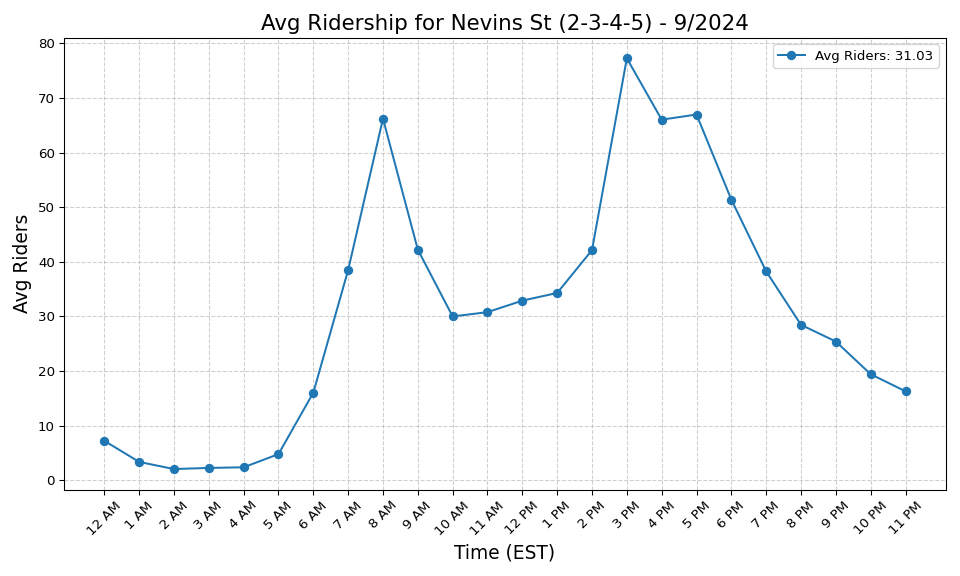 Avg Ridership for Nevins St (2-3-4-5) - 9/2024
Avg Riders: 31.03
80
70
60
50
40
30
20
10
0
Avg Riders
12 AM
1 AM
2 AM
3 AM
4 AM
5 AM
6 AM
7 AM
8 AM
9 AM
10 AM
11 AM
12 PM
1 PM
2 PM
3 PM
4 PM
5 PM
6 PM
7 PM
8 PM
9 PM
10 PM
11 PM
Time (EST)